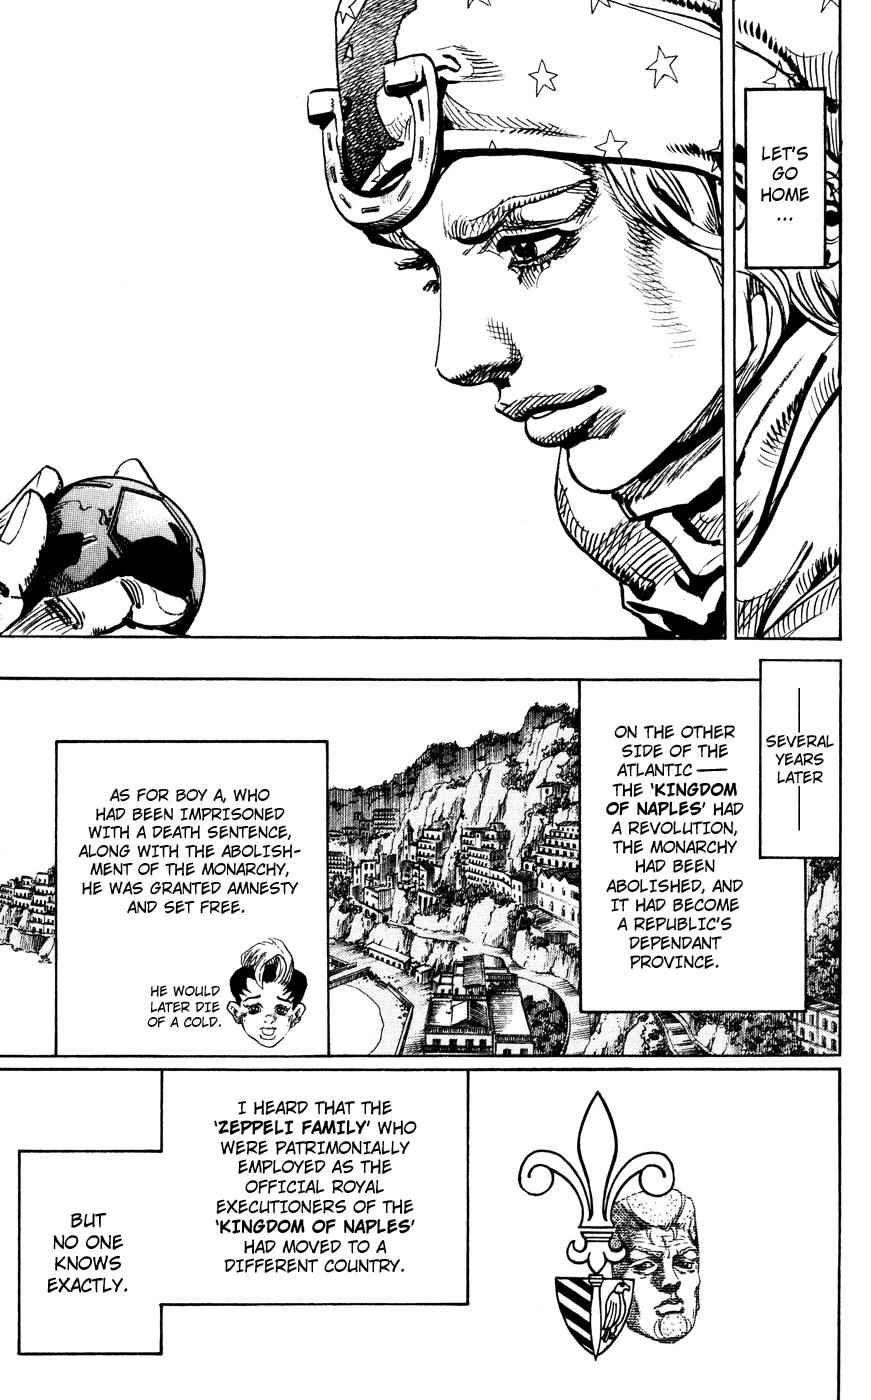 LET'S
GO
HOME
...
SEVERAL
YEARS
LATER
ON THE OTHER
SIDE OF THE
ATLANTIC——
THE 'KINGDOM
OF NAPLES' HAD
A REVOLUTION,
THE MONARCHY
HAD BEEN
ABOLISHED, AND
IT HAD BECOME
A REPUBLIC'S
DEPENDANT
PROVINCE.
AS FOR BOY A, WHO
HAD BEEN IMPRISONED
WITH A DEATH SENTENCE,
ALONG WITH THE ABOLISH-
MENT OF THE MONARCHY,
HE WAS GRANTED AMNESTY
AND SET FREE.
HE WOULD
LATER DIE
OF A COLD.
I HEARD THAT THE
'ZEPPELI FAMILY' WHO
WERE PATRIMONIALLY
EMPLOYED AS THE
OFFICIAL ROYAL
EXECUTIONERS OF THE
'KINGDOM OF NAPLES'
HAD MOVED TO A
DIFFERENT COUNTRY.
BUT
NO ONE
KNOWS
EXACTLY.